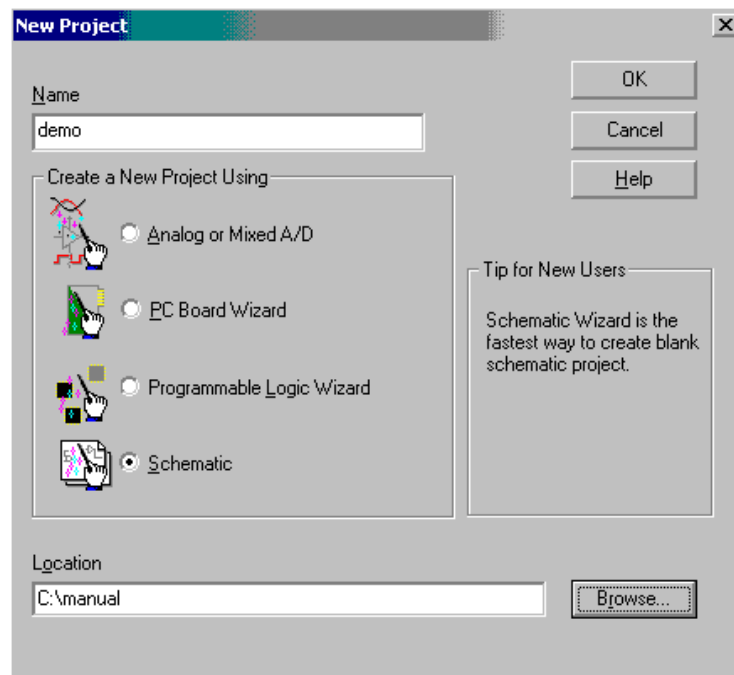 New Project
Name
demo
OK
Cancel
Help
Create a New Project Using
Analog or Mixed A/D
PC Board Wizard
Programmable Logic Wizard
Schematic
Tip for New Users
Schematic Wizard is the
fastest way to create blank
schematic project.
Location
C:\manual
Browse...